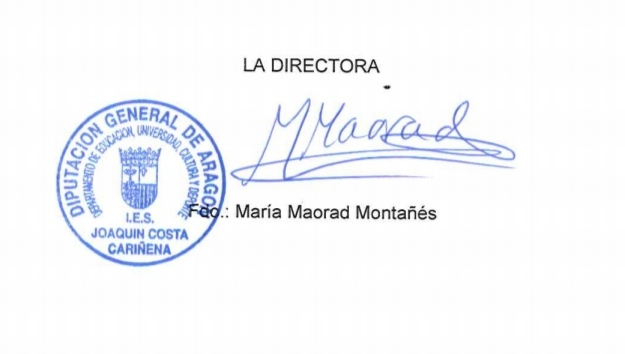 LA DIRECTORA
MMaorad
DIPUTACION GENERAL DE ARAGON
DEPARTAMENTO DE EDUCACION, UNIVERSIDAD, CULTURA Y DEPORTE
I.E.S.
JOAQUIN COSTA
CARIÑENA
Fdo.: María Maorad Montañés